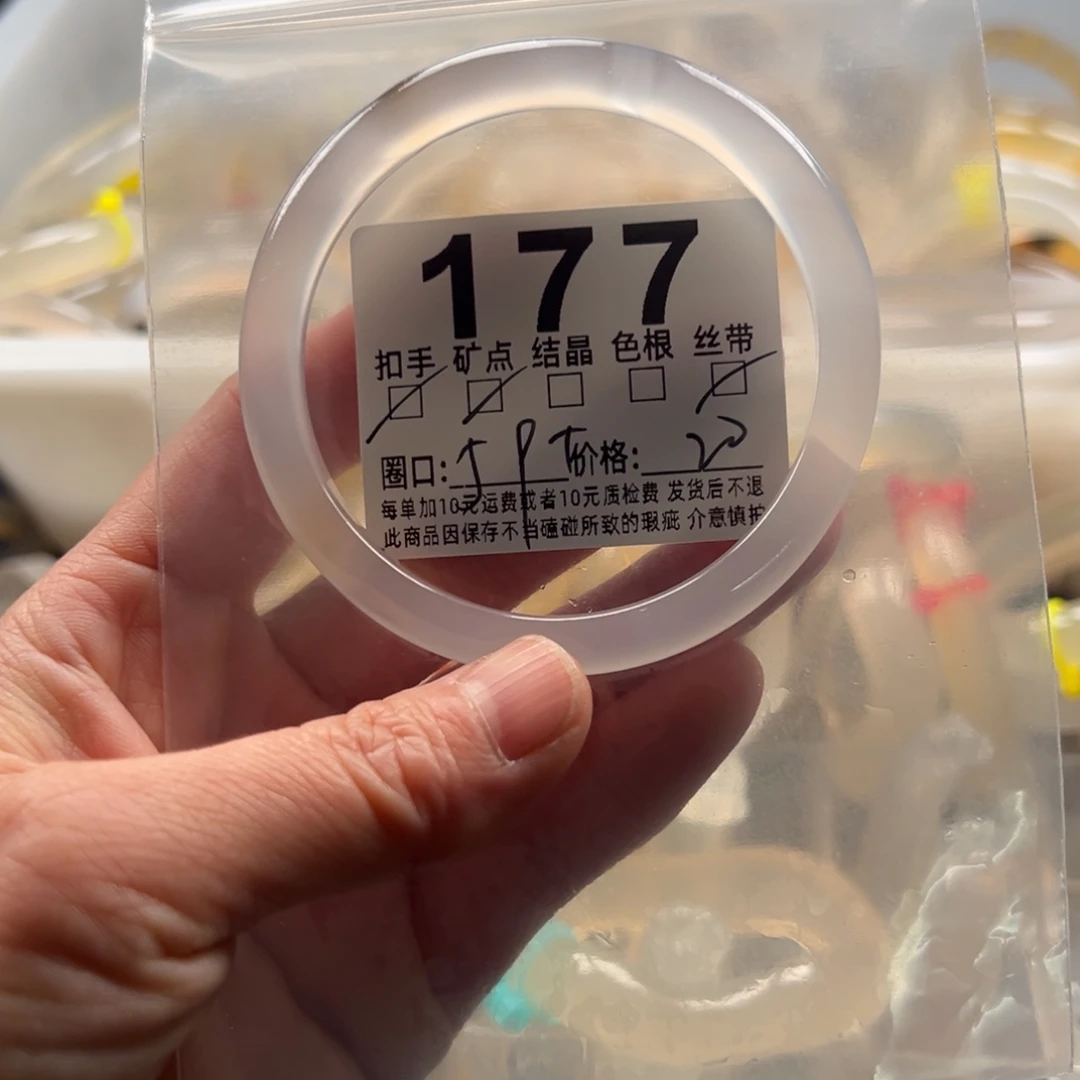 177
扣手 矿点 结晶 色根 丝带
圈口: 价格:
每单加10元运费或者10元质检费 发货后不退
此商品因保存不当磕碰所致的瑕疵 介意慎拍